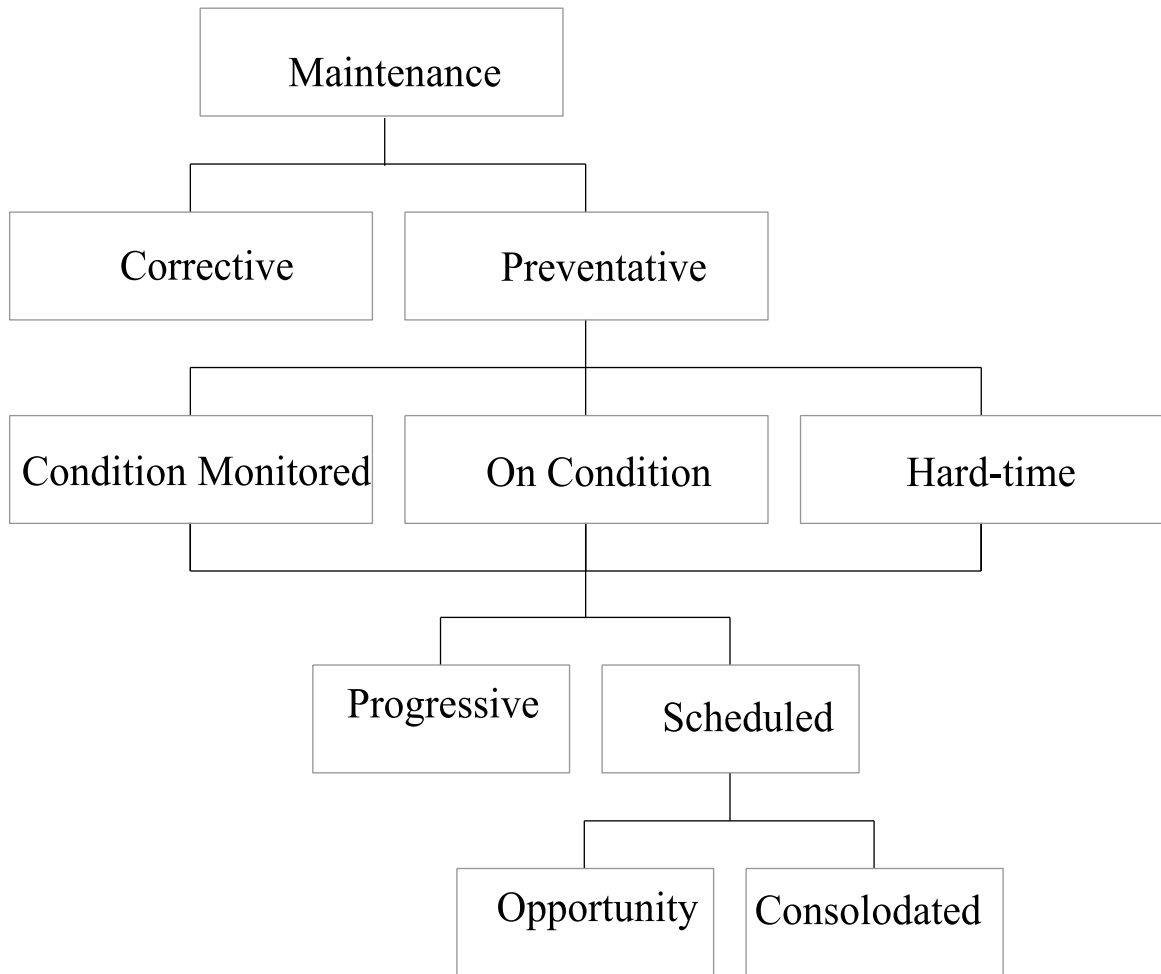 Maintenance
Corrective
Preventative
Condition Monitored
On Condition
Hard-time
Progressive
Scheduled
Opportunity
Consolodated